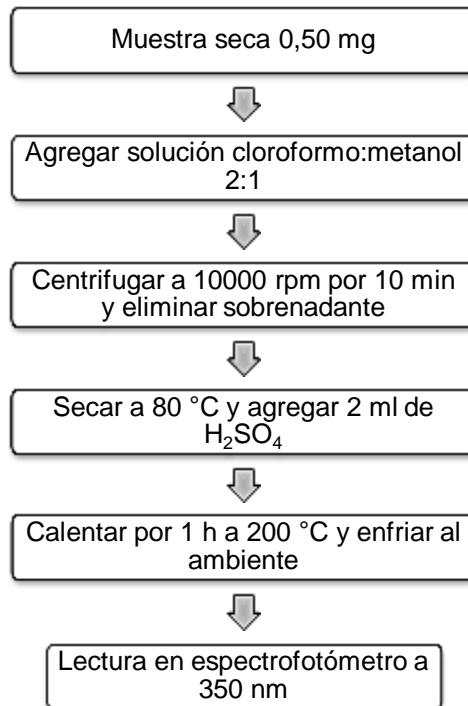 Muestra seca 0,50 mg
Agregar solución cloroformo:metanol
2:1
Centrifugar a 10000 rpm por 10 min
y eliminar sobrenadante
Secar a 80 °C y agregar 2 ml de
H₂SO₄
Calentar por 1 h a 200 °C y enfriar al
ambiente
Lectura en espectrofotómetro a
350 nm